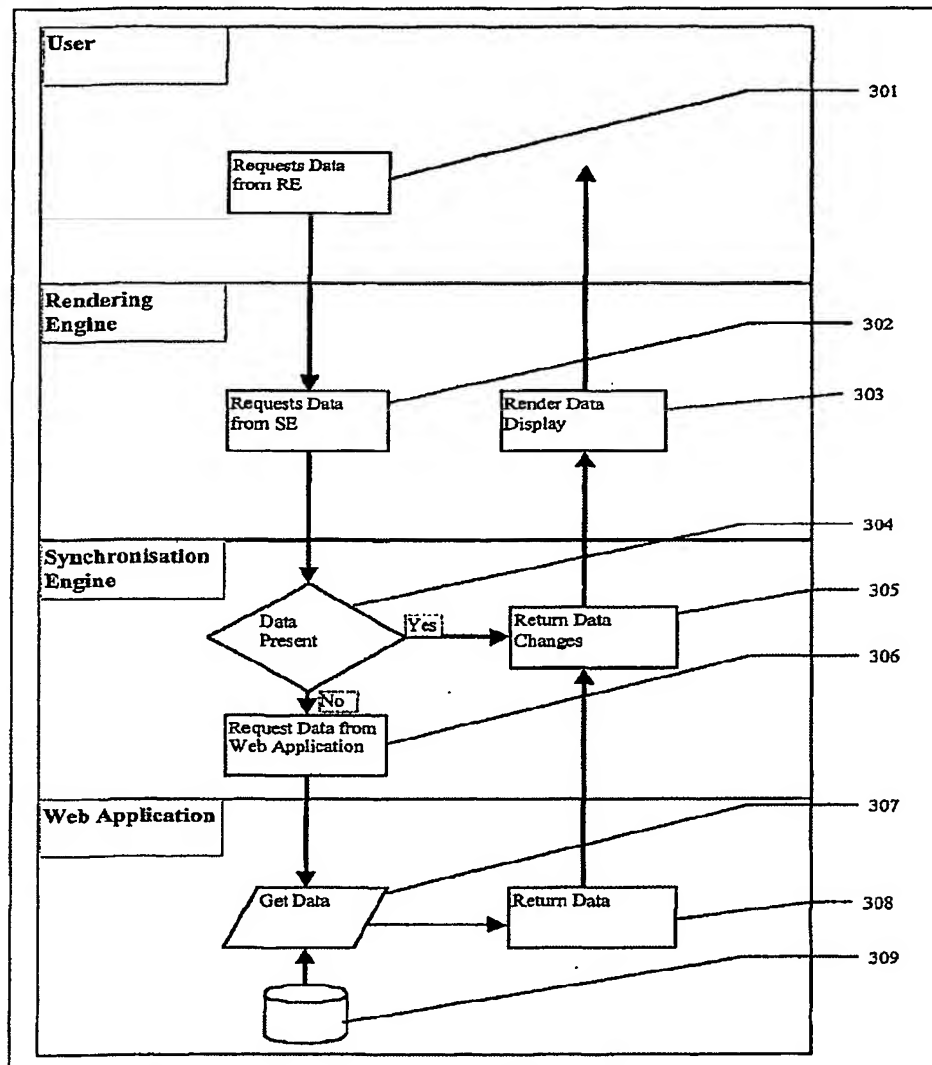 User
301
Requests Data
from RE
Rendering
Engine
302
Requests Data
from SE
Render Data
Display
303
304
Synchronisation
Engine
305
Data
Present
Yes
Return Data
Changes
306
No
Request Data from
Web Application
307
Web Application
Get Data
Return Data
308
309